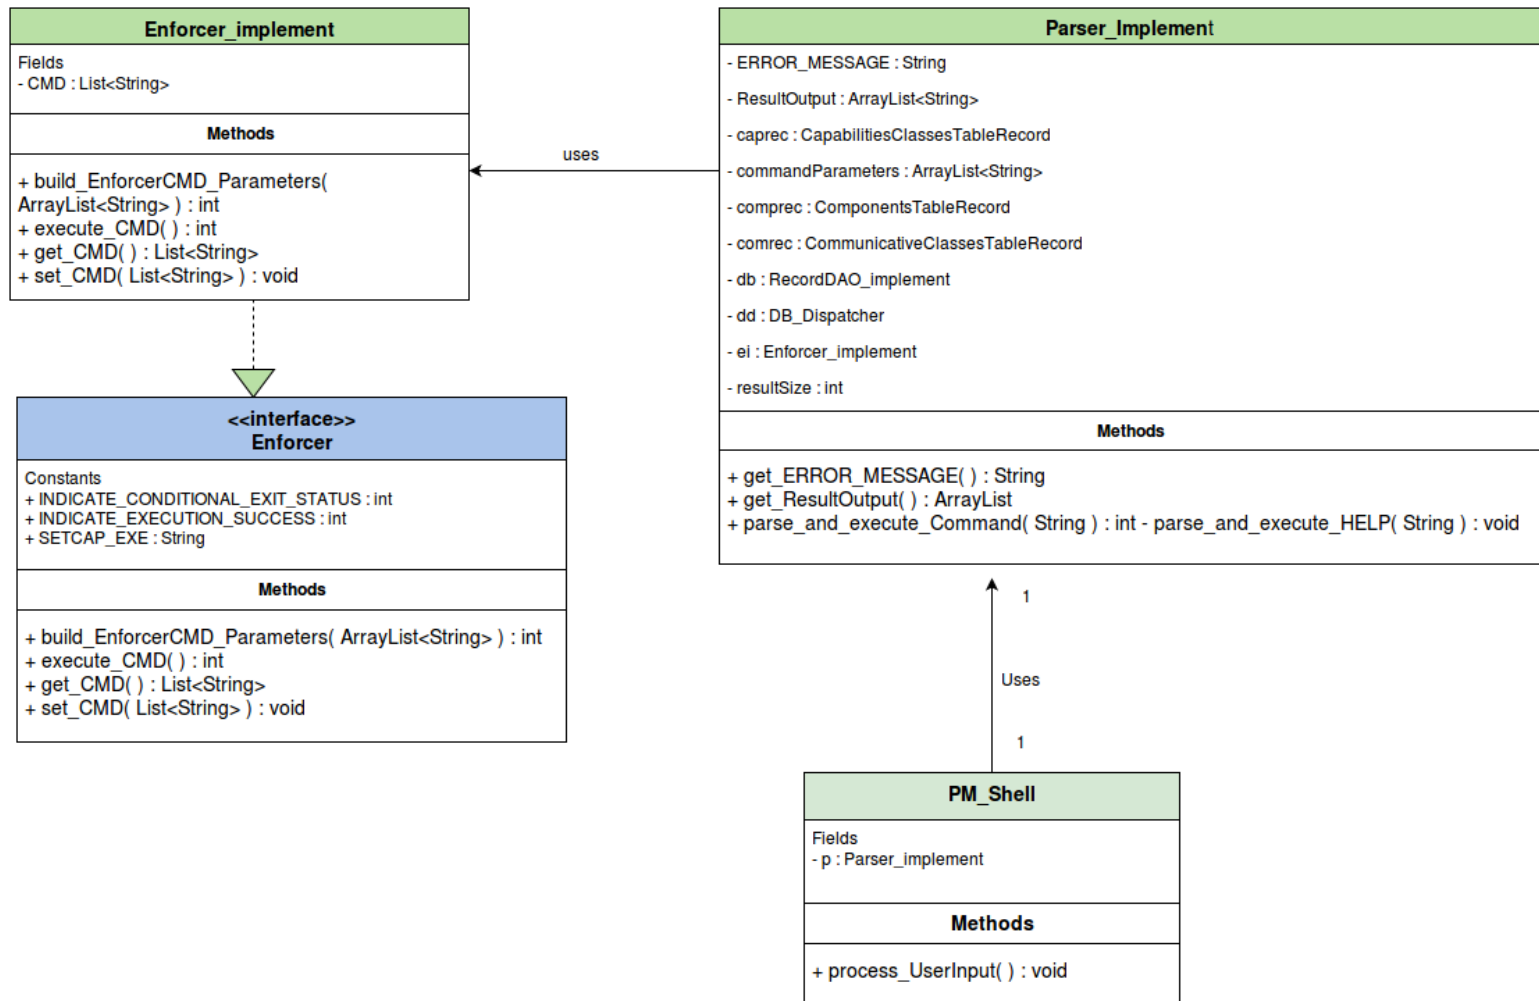 Enforcer_implement
Fields
- CMD : List<String>
Methods
+ build_EnforcerCMD_Parameters(
ArrayList<String> ) : int
+ execute_CMD( ) : int
+ get_CMD( ) : List<String>
+ set_CMD( List<String> ) : void
uses
Parser_Implement
- ERROR_MESSAGE : String
- ResultOutput : ArrayList<String>
- caprec : CapabilitiesClassesTableRecord
- commandParameters : ArrayList<String>
- comprec : ComponentsTableRecord
- comrec : CommunicativeClassesTableRecord
- db : RecordDAO_implement
- dd : DB_Dispatcher
- ei : Enforcer_implement
- resultSize : int
Methods
+ get_ERROR_MESSAGE( ) : String
+ get_ResultOutput( ) : ArrayList
+ parse_and_execute_Command( String ) : int - parse_and_execute_HELP( String ) : void
<<interface>>
Enforcer
Constants
+ INDICATE_CONDITIONAL_EXIT_STATUS : int
+ INDICATE_EXECUTION_SUCCESS : int
+ SETCAP_EXE : String
Methods
+ build_EnforcerCMD_Parameters( ArrayList<String> ) : int
+ execute_CMD( ) : int
+ get_CMD( ) : List<String>
+ set_CMD( List<String> ) : void
1
Uses
1
PM_Shell
Fields
- p : Parser_implement
Methods
+ process_UserInput( ) : void